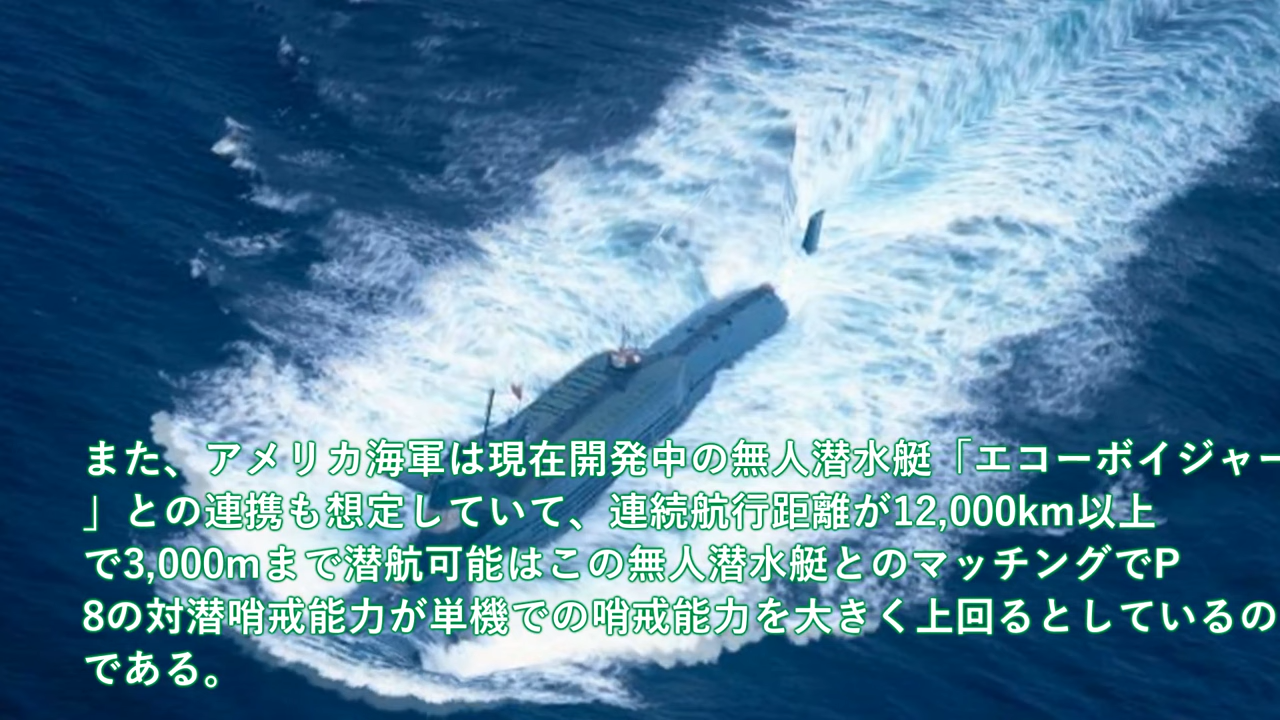 また、アメリカ海軍は現在開発中の無人潜水艇「エコーボイジャー
」との連携も想定していて、連続航行距離が12,000km以上
で3,000mまで潜航可能はこの無人潜水艇とのマッチングでP
8の対潜哨戒能力が単機での哨戒能力を大きく上回るとしているの
である。